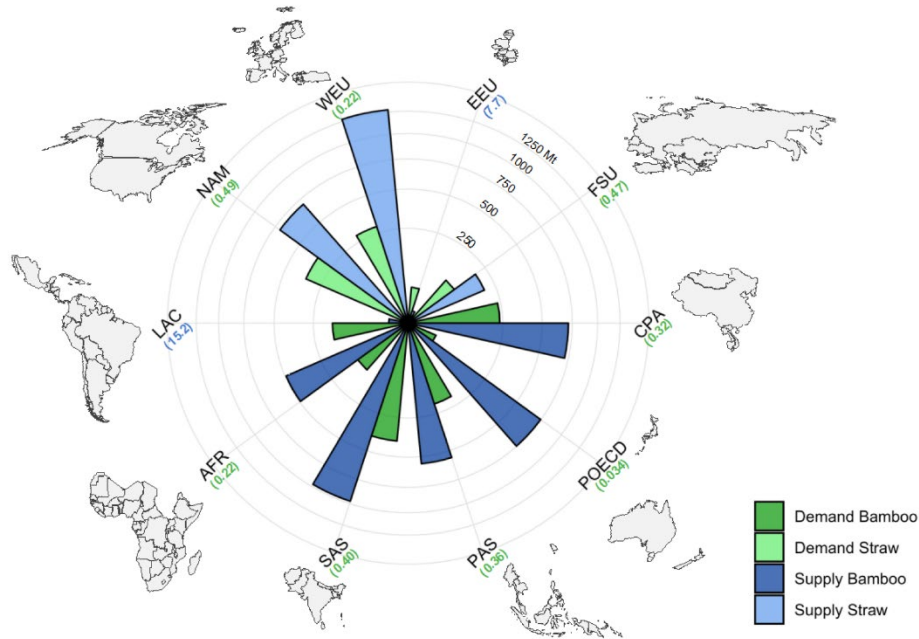 WEU
(0.22)
EEU
(7.7)
1250 Mt
1000
750
500
250
NAM
(0.49)
FSU
(0.47)
LAC
(15.2)
CPA
(0.32)
AFR
(0.22)
POECD
(0.034)
SAS
(0.40)
PAS
(0.36)
Demand Bamboo
Demand Straw
Supply Bamboo
Supply Straw